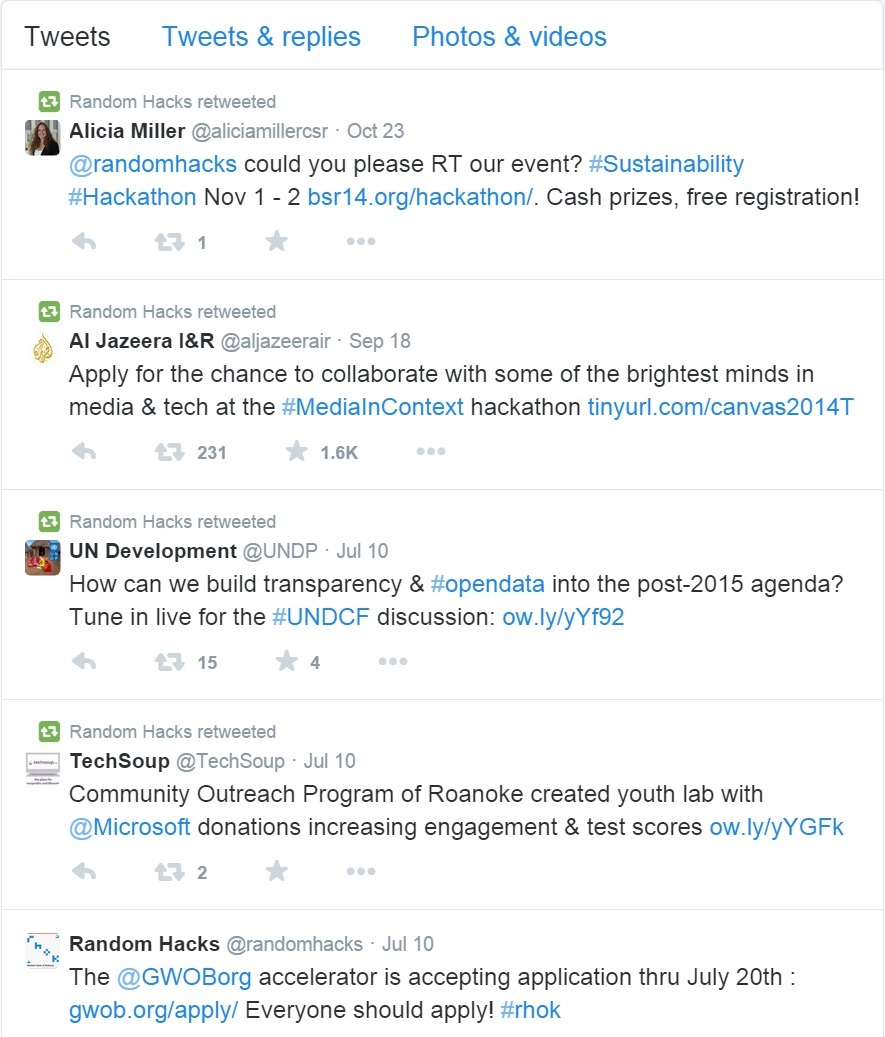 Tweets Tweets & replies Photos & videos
Random Hacks retweeted
Alicia Miller @aliciamillercsr · Oct 23
@randomhacks could you please RT our event? #Sustainability
#Hackathon Nov 1 - 2 bsr14.org/hackathon/. Cash prizes, free registration!
1
Random Hacks retweeted
Al Jazeera I&R @aljazeerair · Sep 18
Apply for the chance to collaborate with some of the brightest minds in
media & tech at the #MediaInContext hackathon tinyurl.com/canvas2014T
231 1.6K
Random Hacks retweeted
UN Development @UNDP · Jul 10
How can we build transparency & #opendata into the post-2015 agenda?
Tune in live for the #UNDCF discussion: ow.ly/yYf92
15 4
Random Hacks retweeted
TechSoup @TechSoup · Jul 10
Community Outreach Program of Roanoke created youth lab with
@Microsoft donations increasing engagement & test scores ow.ly/yYGFk
2
Random Hacks @randomhacks · Jul 10
The @GWOBorg accelerator is accepting application thru July 20th :
gwob.org/apply/ Everyone should apply! #rhok